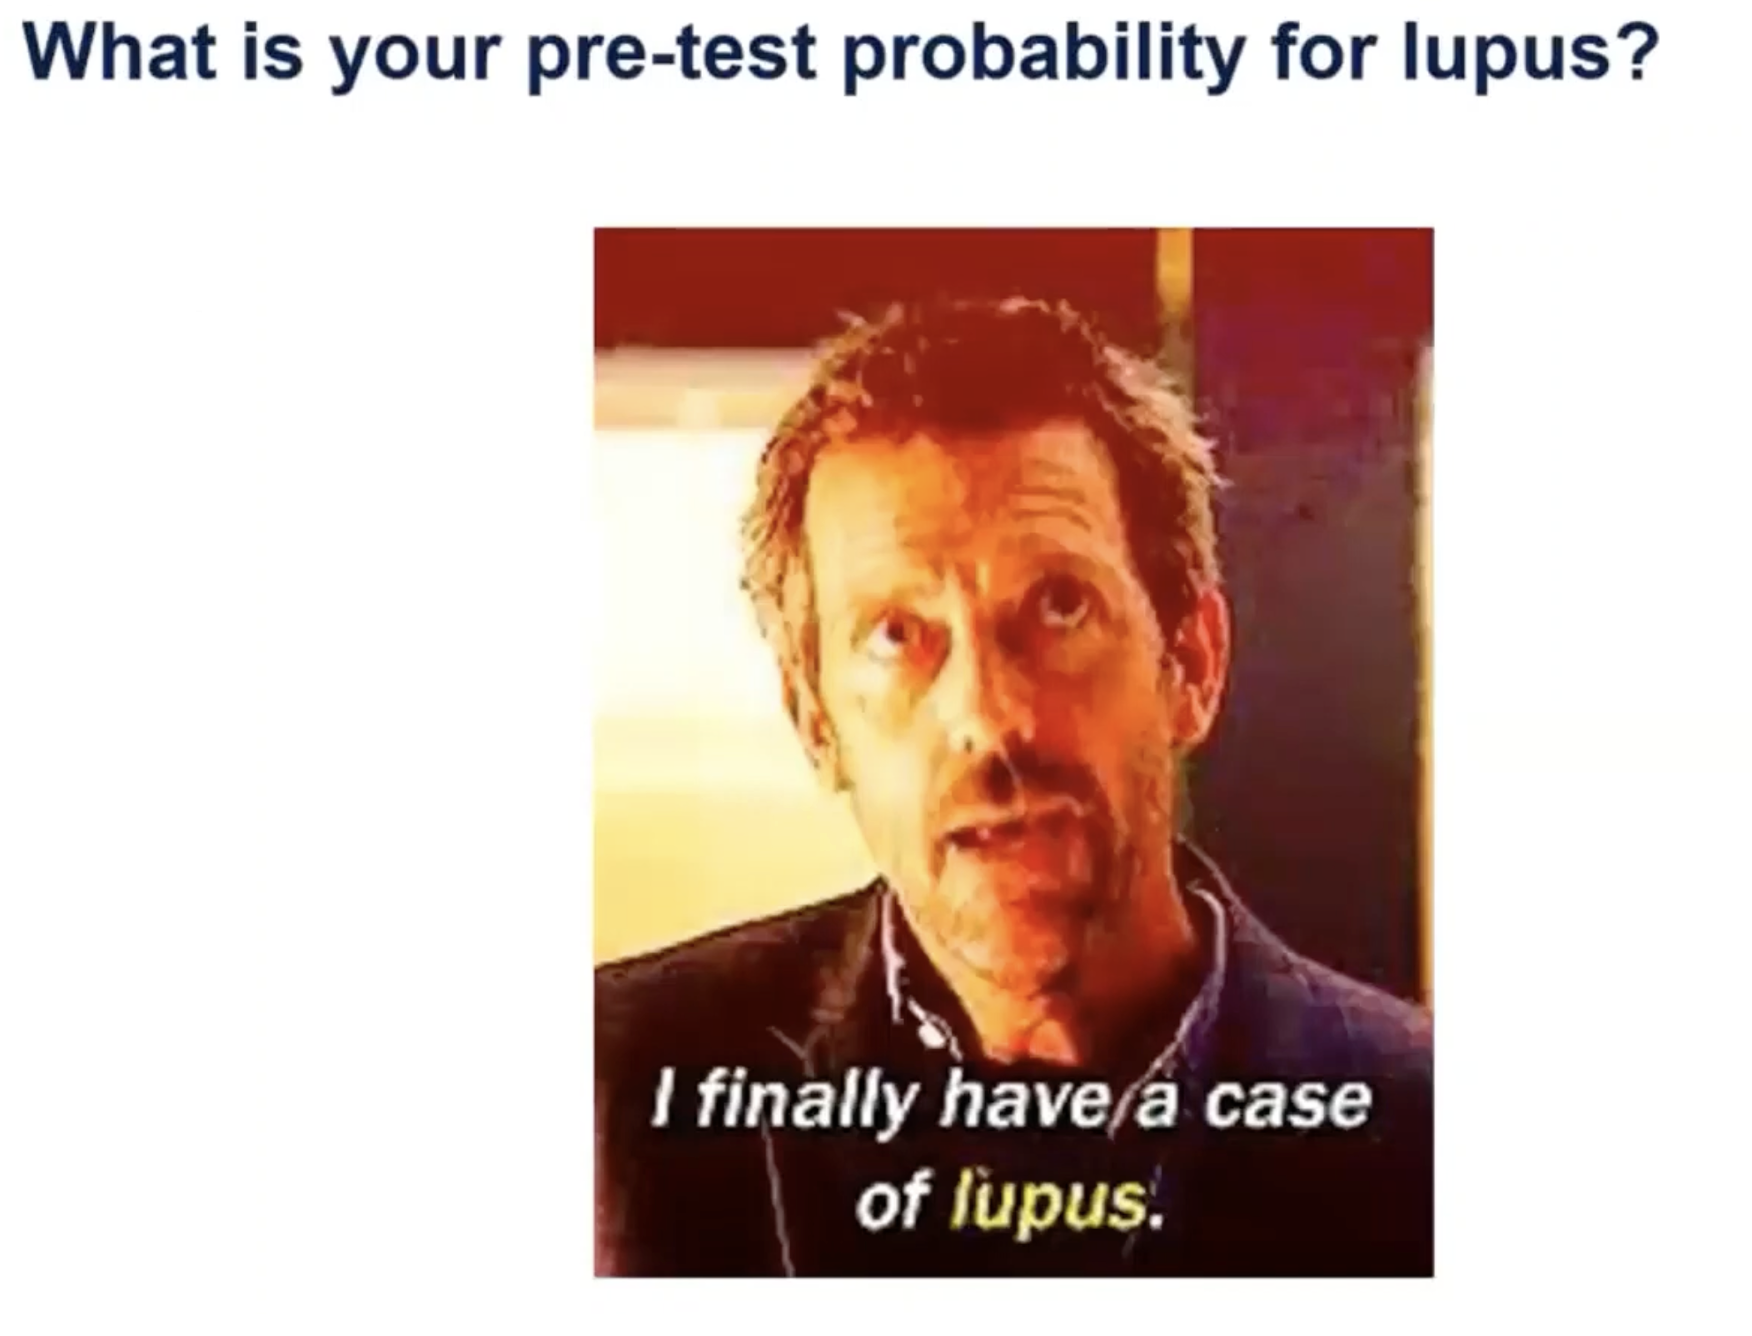 What is your pre-test probability for lupus?
I finally have a case
of lupus.